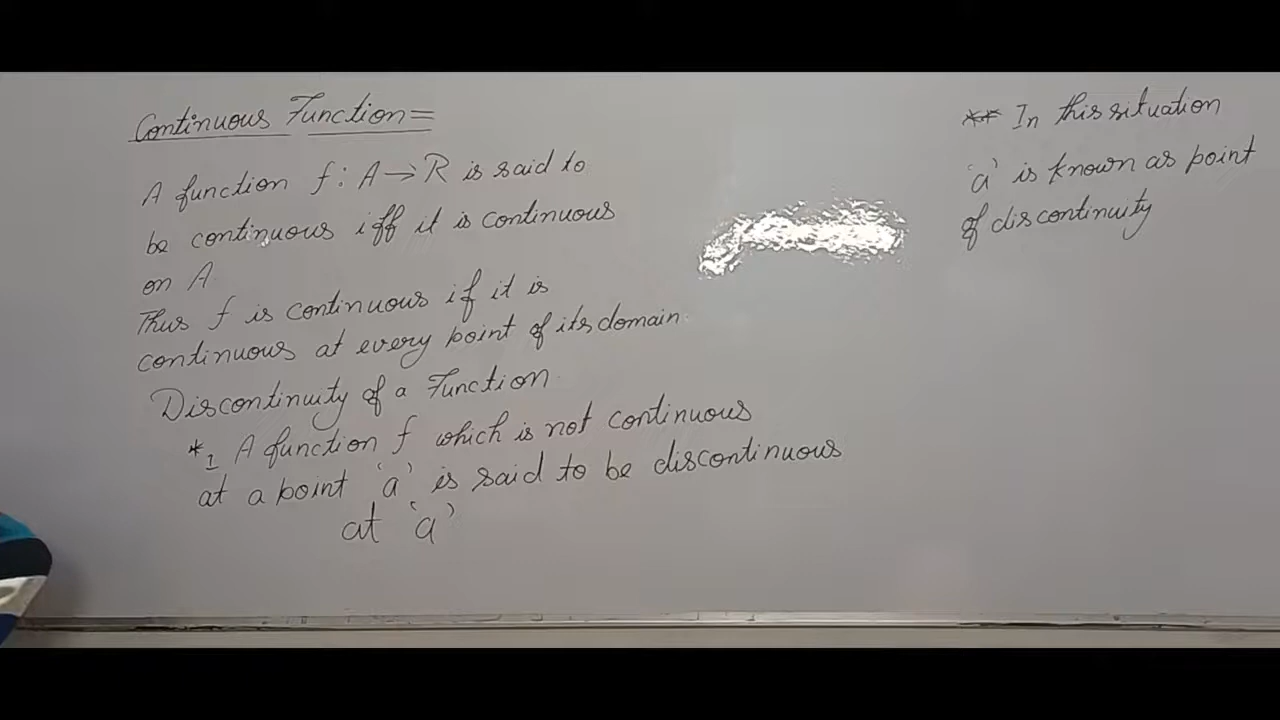 Continuous Function =
A function f : A → R is said to
be continuous iff it is continuous
on A
Thus f is continuous if it is
continuous at every point of its domain.
Discontinuity of a Function.
*1 A function f which is not continuous
at a point 'a' is said to be discontinuous
at 'a'
** In this situation
'a' is known as point
of discontinuity